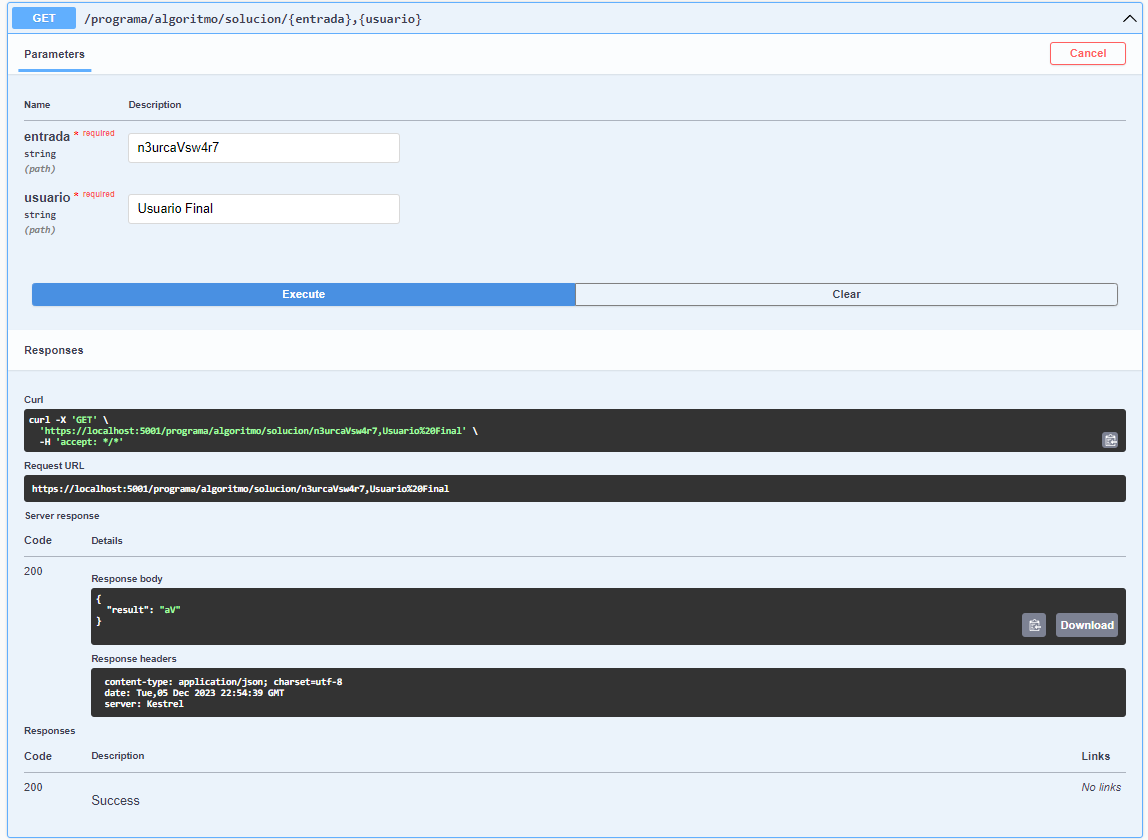 GET /programa/algoritmo/solucion/{entrada},{usuario}
Parameters Cancel
Name Description
entrada * required
string
(path)
n3urcaVsw4r7
usuario * required
string
(path)
Usuario Final
Execute Clear
Responses
Curl
curl -X 'GET' \
'https://localhost:5001/programa/algoritmo/solucion/n3urcaVsw4r7,Usuario%20Final' \
-H 'accept: */*'
Request URL
https://localhost:5001/programa/algoritmo/solucion/n3urcaVsw4r7,Usuario%20Final
Server response
Code Details
200
Response body
{
"result": "aV"
}
Download
Response headers
content-type: application/json; charset=utf-8
date: Tue,05 Dec 2023 22:54:39 GMT
server: Kestrel
Responses
Code Description Links
200 No links
Success